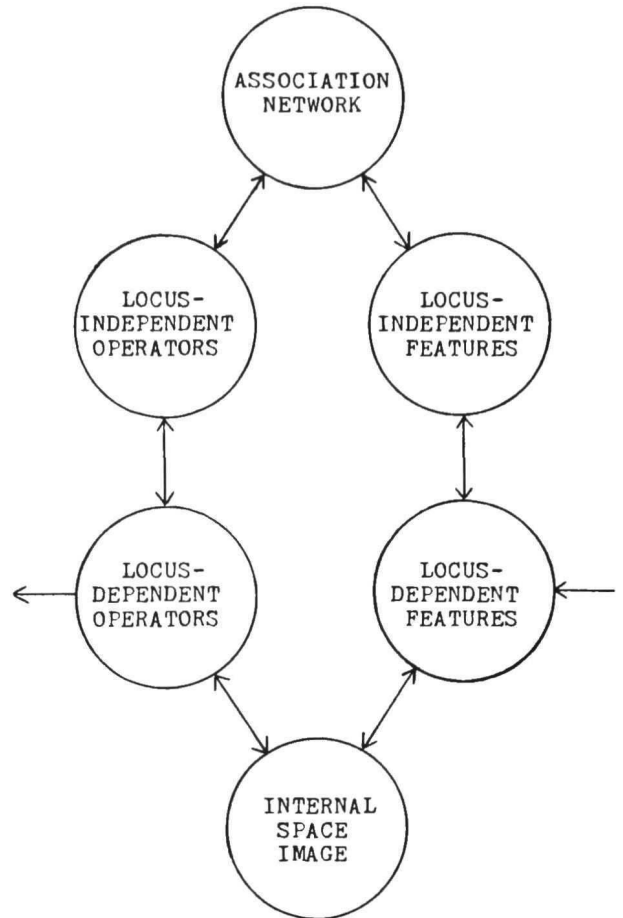 ASSOCIATION
NETWORK
LOCUS-
INDEPENDENT
OPERATORS
LOCUS-
INDEPENDENT
FEATURES
LOCUS-
DEPENDENT
OPERATORS
LOCUS-
DEPENDENT
FEATURES
INTERNAL
SPACE
IMAGE